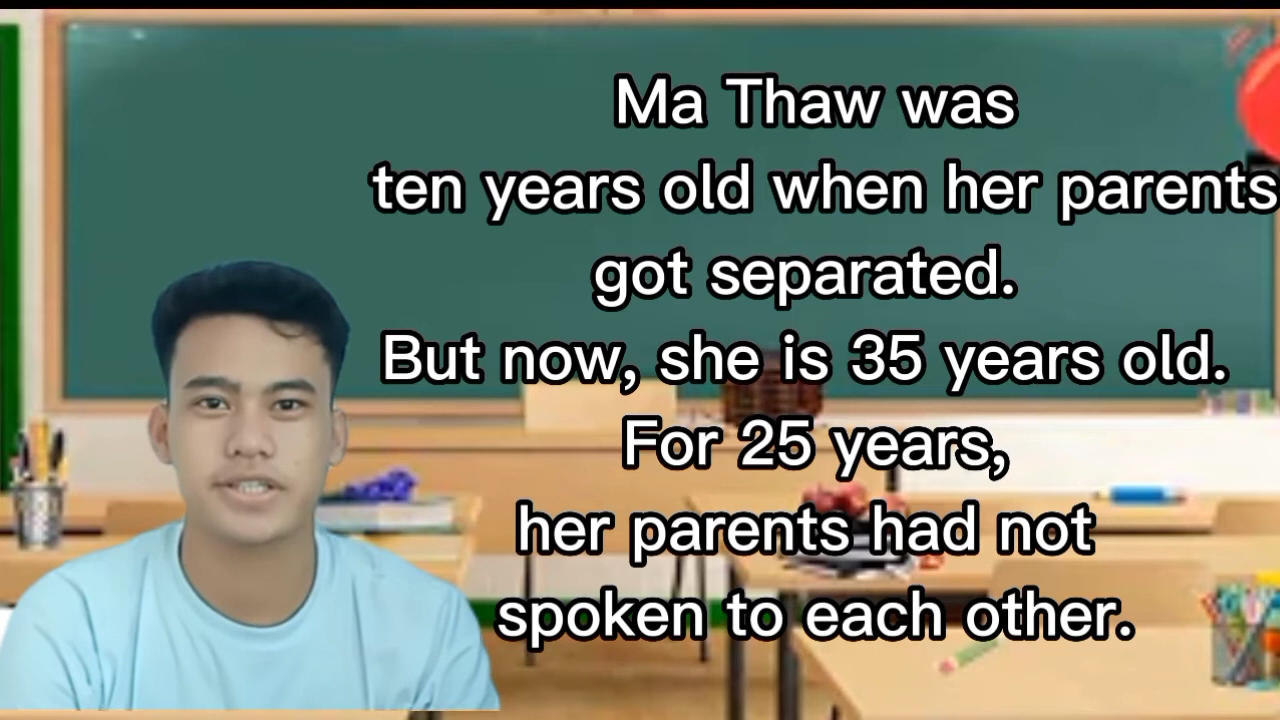 Ma Thaw was
ten years old when her parents
got separated.
But now, she is 35 years old.
For 25 years,
her parents had not
spoken to each other.